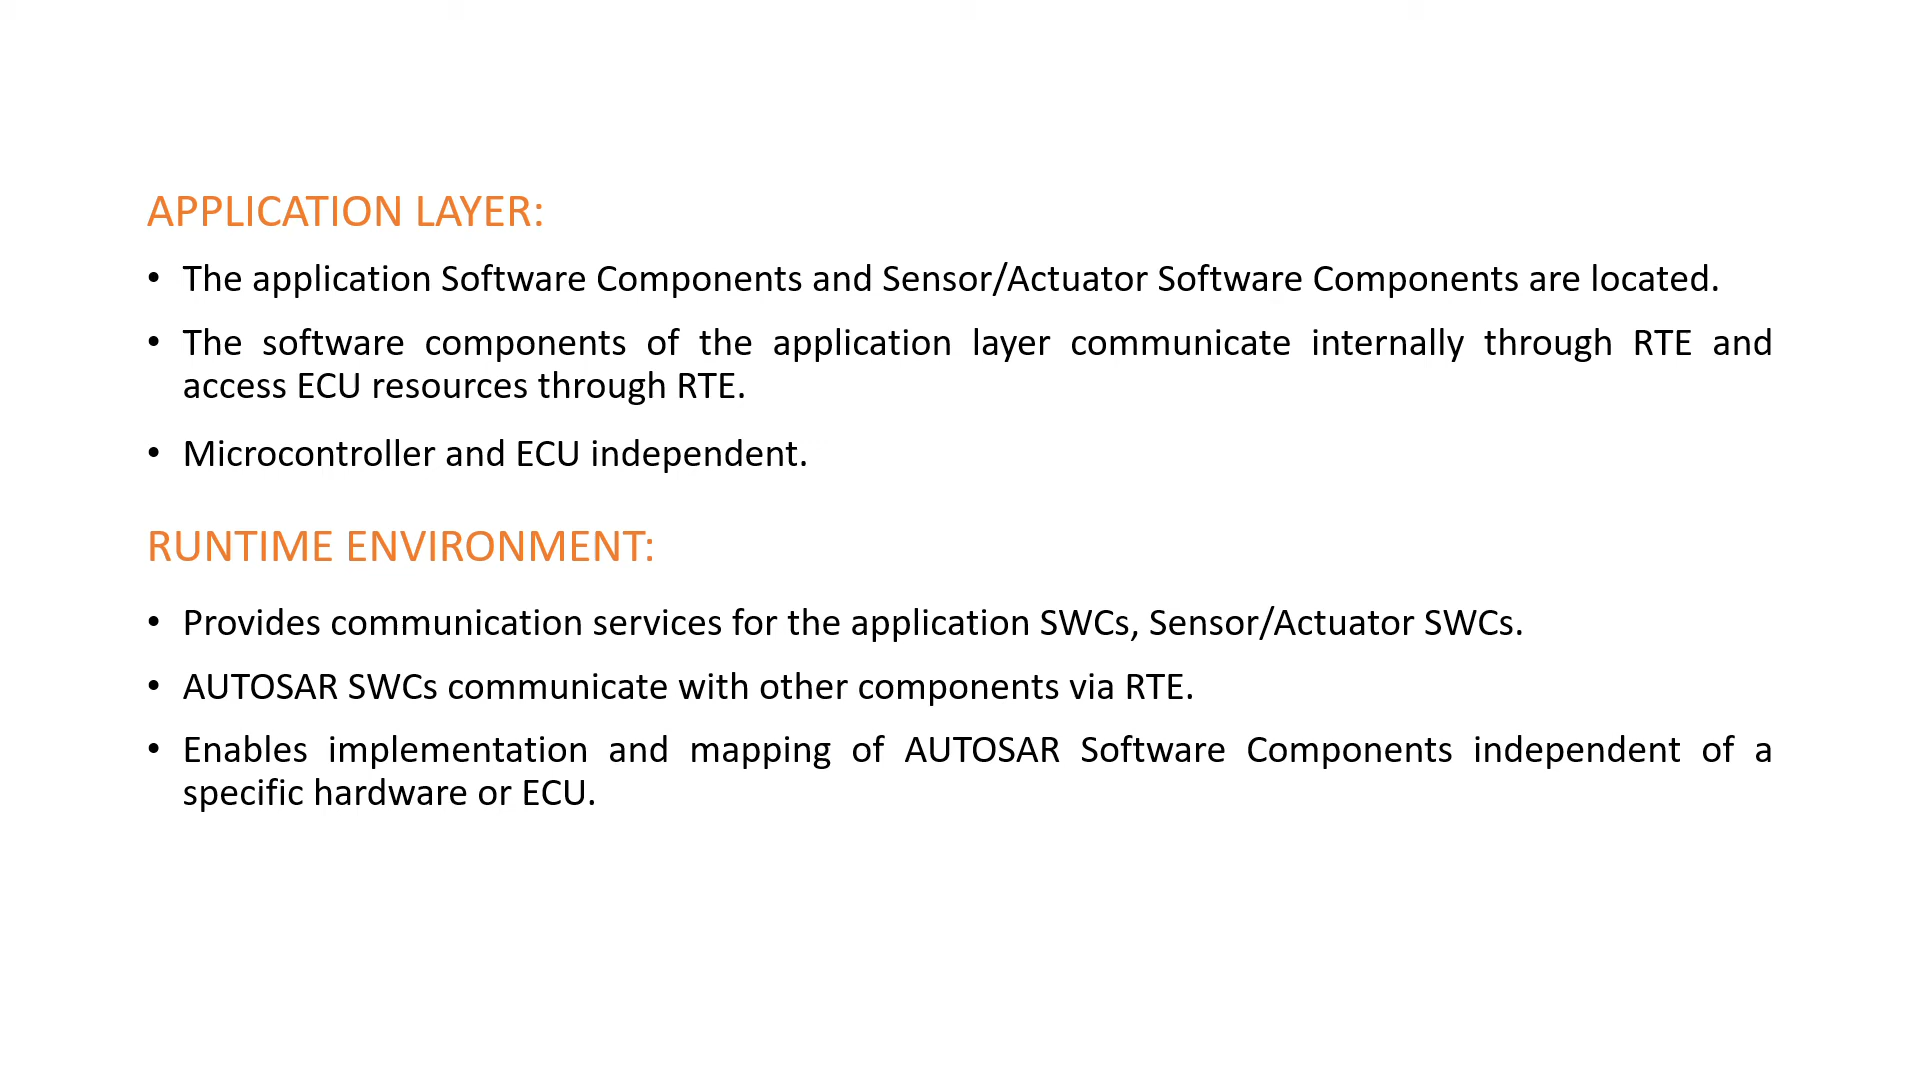 APPLICATION LAYER:
• The application Software Components and Sensor/Actuator Software Components are located.
• The software components of the application layer communicate internally through RTE and
access ECU resources through RTE.
• Microcontroller and ECU independent.
RUNTIME ENVIRONMENT:
• Provides communication services for the application SWCs, Sensor/Actuator SWCs.
• AUTOSAR SWCs communicate with other components via RTE.
• Enables implementation and mapping of AUTOSAR Software Components independent of a
specific hardware or ECU.